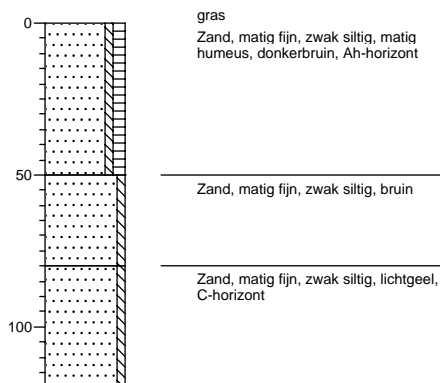 0
gras
Zand, matig fijn, zwak siltig, matig
humeus, donkerbruin, Ah-horizont
50
Zand, matig fijn, zwak siltig, bruin
Zand, matig fijn, zwak siltig, lichtgeel,
C-horizont
100